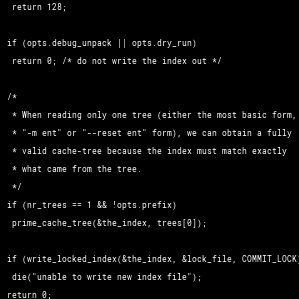 return 128;
if (opts.debug_unpack || opts.dry_run)
return 0; /* do not write the index out */
/*
* When reading only one tree (either the most basic form,
* "-m ent" or "--reset ent" form), we can obtain a fully
* valid cache-tree because the index must match exactly
* what came from the tree.
*/
if (nr_trees == 1 && !opts.prefix)
prime_cache_tree(&the_index, trees[0]);
if (write_locked_index(&the_index, &lock_file, COMMIT_LOCK)
die("unable to write new index file");
return 0;